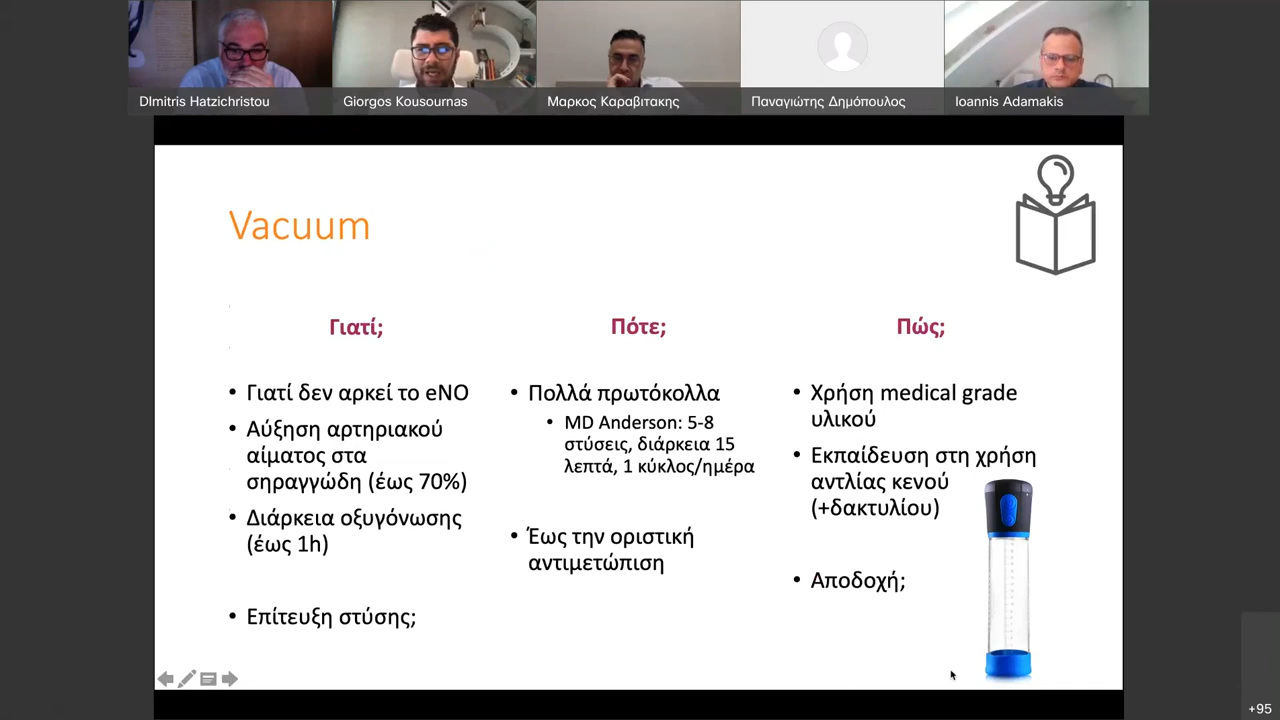 DImitris Hatzichristou
Giorgos Kousournas
Μαρκος Καραβιτακης
Παναγιώτης Δημόπουλος
Ioannis Adamakis
Vacuum
Γιατί;
• Γιατί δεν αρκεί το eNO
• Αύξηση αρτηριακού
αίματος στα
σηραγγώδη (έως 70%)
• Διάρκεια οξυγόνωσης
(έως 1h)
• Επίτευξη στύσης;
Πότε;
• Πολλά πρωτόκολλα
• MD Anderson: 5-8
στύσεις, διάρκεια 15
λεπτά, 1 κύκλος/ημέρα
• Έως την οριστική
αντιμετώπιση
Πώς;
• Χρήση medical grade
υλικού
• Εκπαίδευση στη χρήση
αντλίας κενού
(+δακτυλίου)
• Αποδοχή;
+95